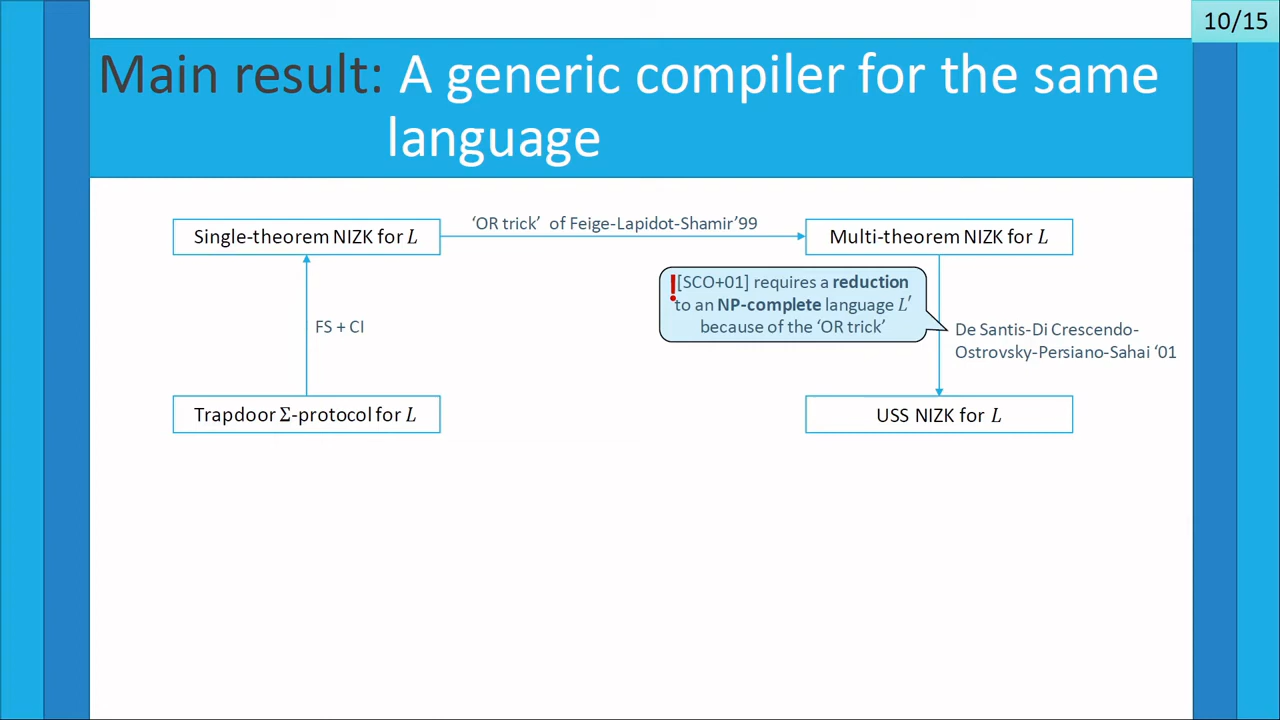 10/15
Main result: A generic compiler for the same
language
‘OR trick’ of Feige-Lapidot-Shamir’99
Single-theorem NIZK for L
Multi-theorem NIZK for L
![SCO+01] requires a reduction
to an NP-complete language L′
because of the ‘OR trick’
FS + CI
De Santis-Di Crescendo-
Ostrovsky-Persiano-Sahai ‘01
Trapdoor Σ-protocol for L
USS NIZK for L